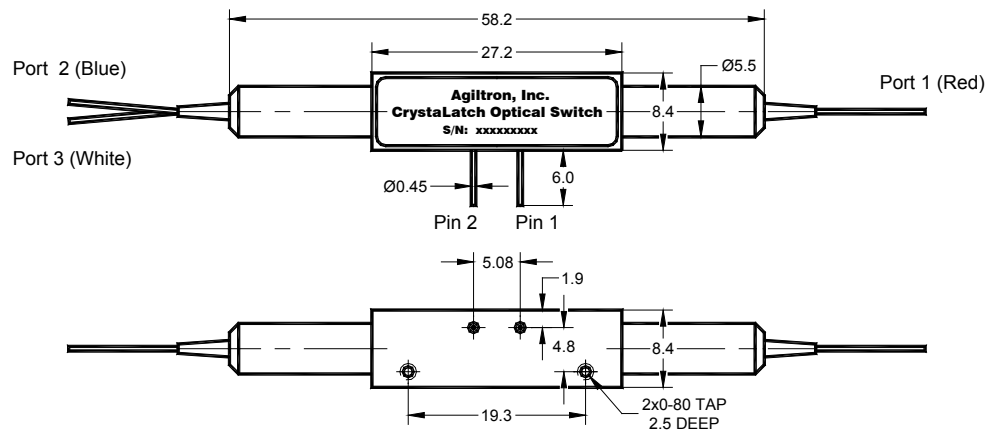 58.2
27.2
Port 2 (Blue)
Ø5.5
Port 1 (Red)
Agiltron, Inc.
CrystaLatch Optical Switch
S/N: xxxxxxxxx
8.4
Port 3 (White)
Ø0.45
6.0
Pin 2
Pin 1
5.08
1.9
4.8
8.4
19.3
2x0-80 TAP
2.5 DEEP